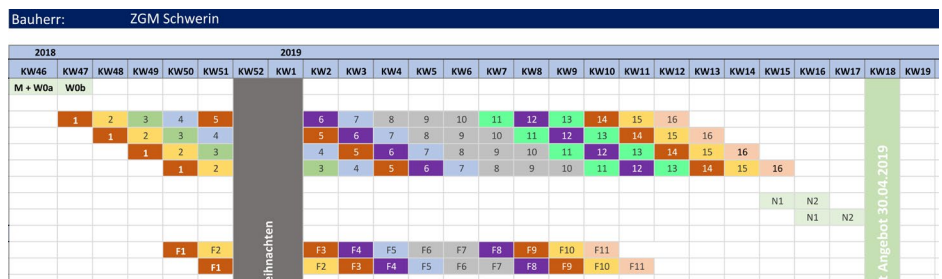 Bauherr: ZGM Schwerin
2018 2019
KW46 KW47 KW48 KW49 KW50 KW51 KW52 KW1 KW2 KW3 KW4 KW5 KW6 KW7 KW8 KW9 KW10 KW11 KW12 KW13 KW14 KW15 KW16 KW17 KW18 KW19
M + W0a W0b
1 2 3 4 5 6 7 8 9 10 11 12 13 14 15 16
1 2 3 4 5 6 7 8 9 10 11 12 13 14 15 16
1 2 3 4 5 6 7 8 9 10 11 12 13 14 15 16
1 2 3 4 5 6 7 8 9 10 11 12 13 14 15 16
N1 N2
N1 N2
F1 F2 F3 F4 F5 F6 F7 F8 F9 F10 F11
F1 F2 F3 F4 F5 F6 F7 F8 F9 F10 F11
eihnachten
Angebot 30.04.2019